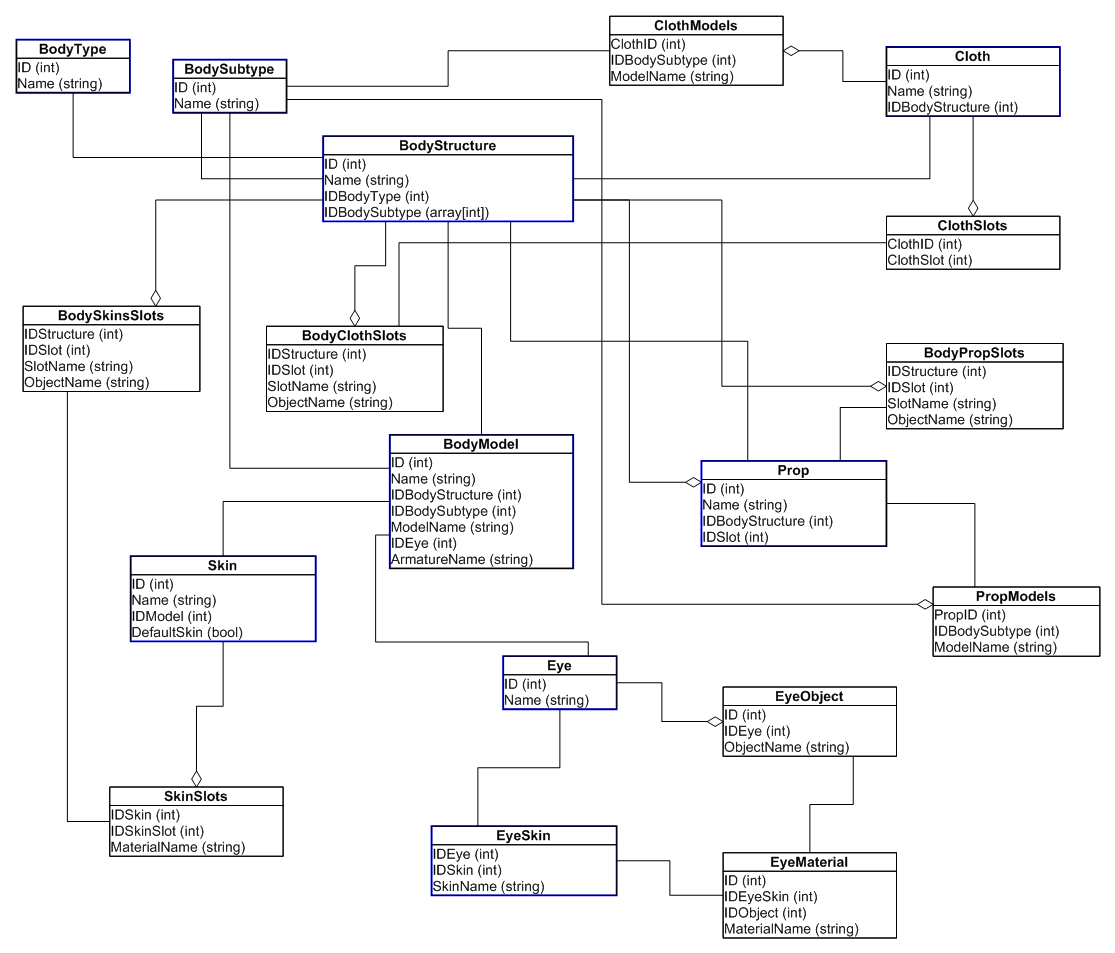 BodyType
ID (int)
Name (string)
BodySubtype
ID (int)
Name (string)
ClothModels
ClothID (int)
IDBodySubtype (int)
ModelName (string)
Cloth
ID (int)
Name (string)
IDBodyStructure (int)
BodyStructure
ID (int)
Name (string)
IDBodyType (int)
IDBodySubtype (array[int])
ClothSlots
ClothID (int)
ClothSlot (int)
BodySkinsSlots
IDStructure (int)
IDSlot (int)
SlotName (string)
ObjectName (string)
BodyClothSlots
IDStructure (int)
IDSlot (int)
SlotName (string)
ObjectName (string)
BodyPropSlots
IDStructure (int)
IDSlot (int)
SlotName (string)
ObjectName (string)
BodyModel
ID (int)
Name (string)
IDBodyStructure (int)
IDBodySubtype (int)
ModelName (string)
IDEye (int)
ArmatureName (string)
Prop
ID (int)
Name (string)
IDBodyStructure (int)
IDSlot (int)
Skin
ID (int)
Name (string)
IDModel (int)
DefaultSkin (bool)
PropModels
PropID (int)
IDBodySubtype (int)
ModelName (string)
Eye
ID (int)
Name (string)
EyeObject
ID (int)
IDEye (int)
ObjectName (string)
SkinSlots
IDSkin (int)
IDSkinSlot (int)
MaterialName (string)
EyeSkin
IDEye (int)
IDSkin (int)
SkinName (string)
EyeMaterial
ID (int)
IDEyeSkin (int)
IDObject (int)
MaterialName (string)